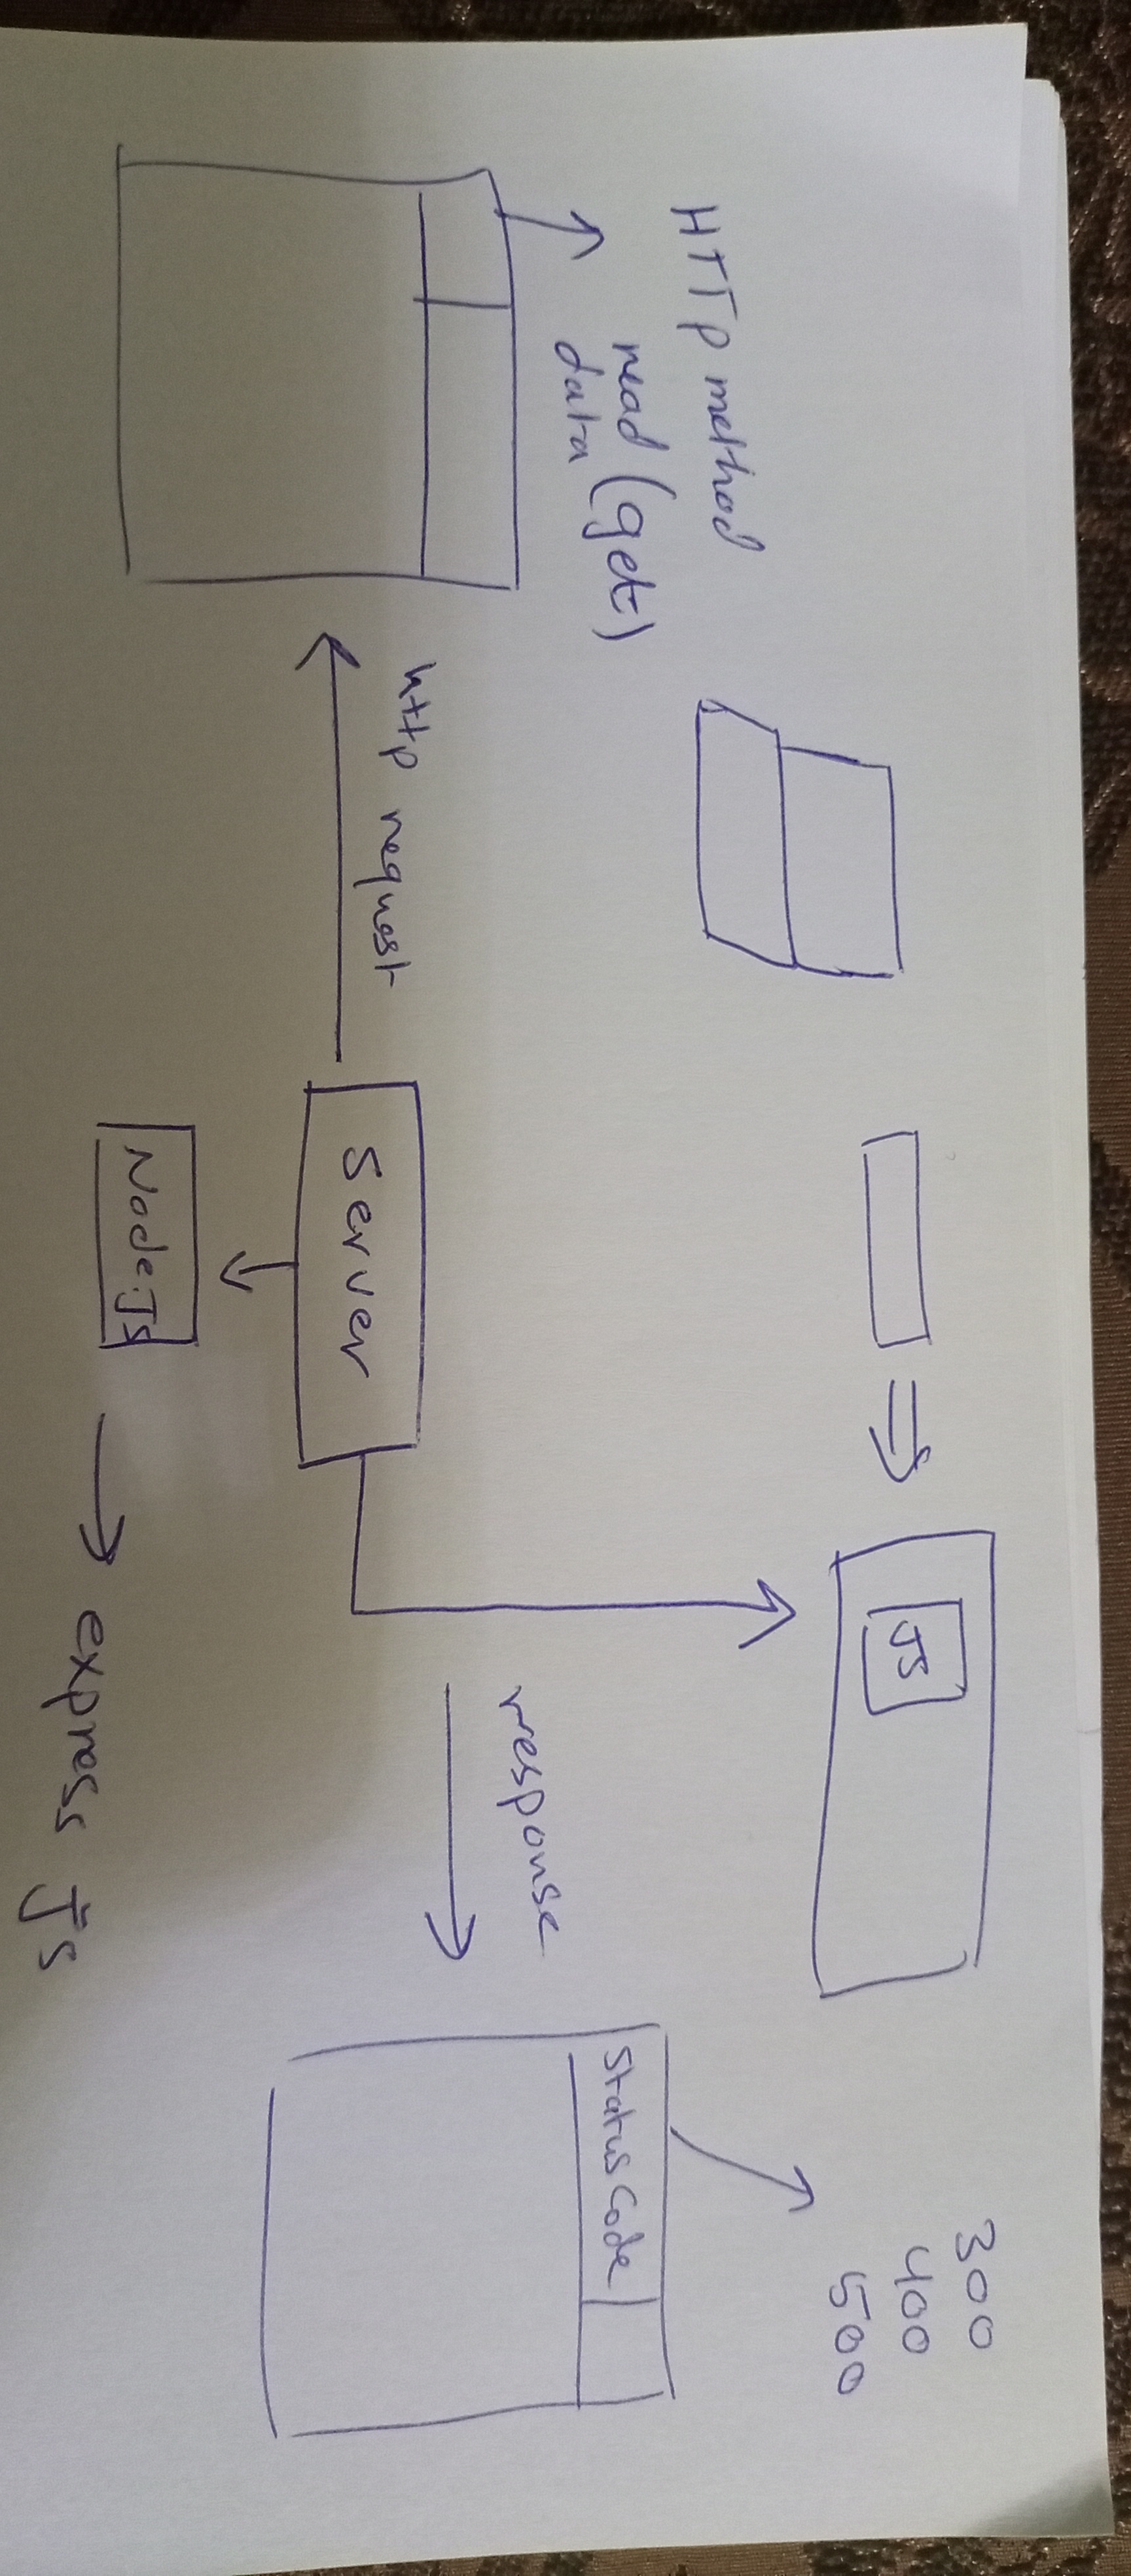 300
400
500
JS
HTTP method
read (get)
data
Status Code
response
http request
Server
Node.Js
express js